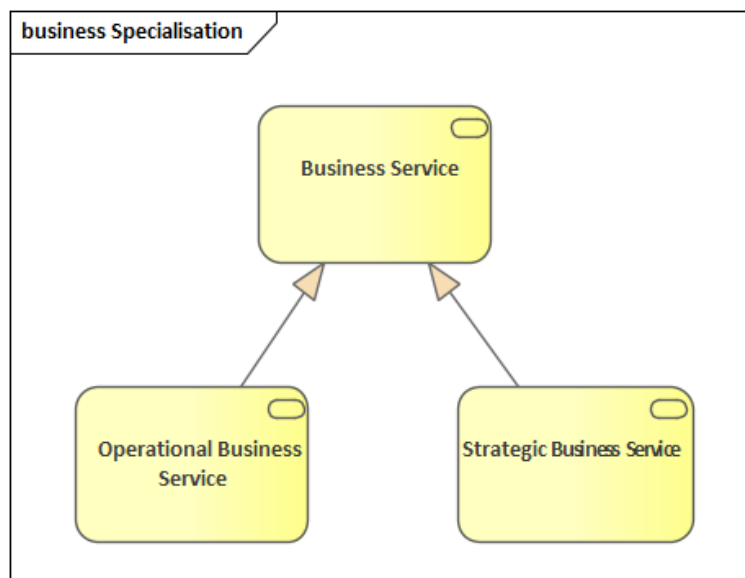 business Specialisation
Business Service
Operational Business
Service
Strategic Business Service